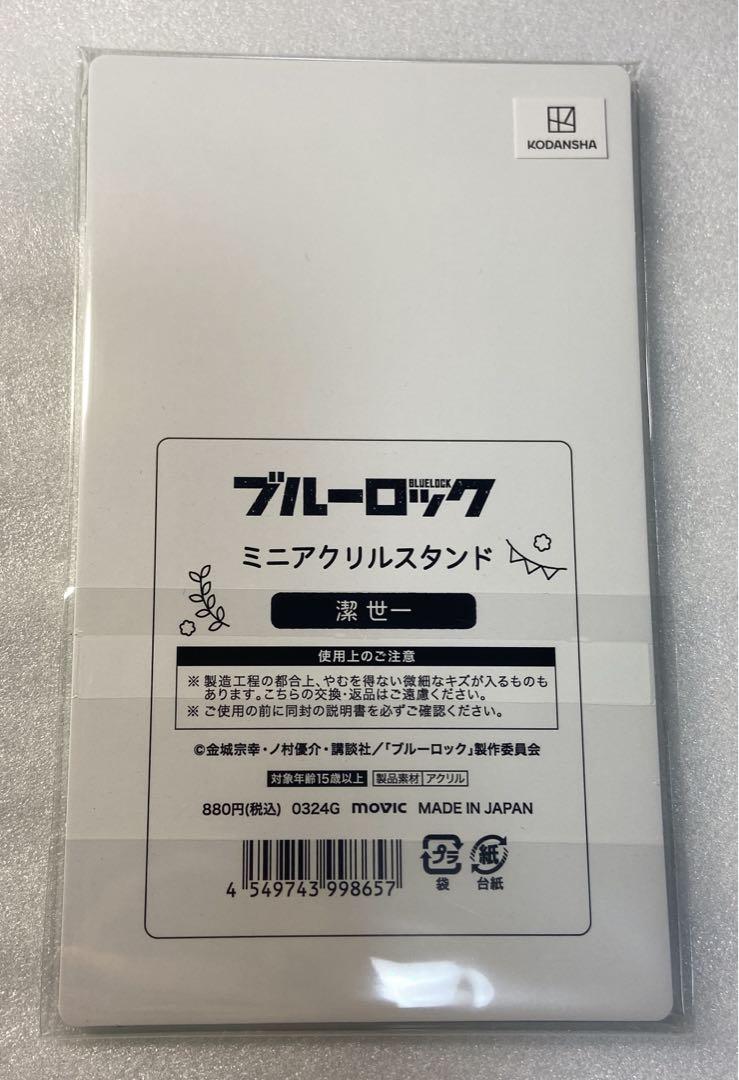 KODANSHA
ブルーロック
BLUELOCK
ミニアクリルスタンド
潔 世一
使用上のご注意
※ 製造工程の都合上、やむを得ない微細なキズが入るものも
あります。こちらの交換・返品はご遠慮ください。
※ ご使用の前に同封の説明書を必ずご確認ください。
©金城宗幸・ノ村優介・講談社/「ブルーロック」製作委員会
対象年齢15歳以上 製品素材 アクリル
880円(税込) 0324G movic MADE IN JAPAN
4 549743 998657
プラ 紙
袋 台紙